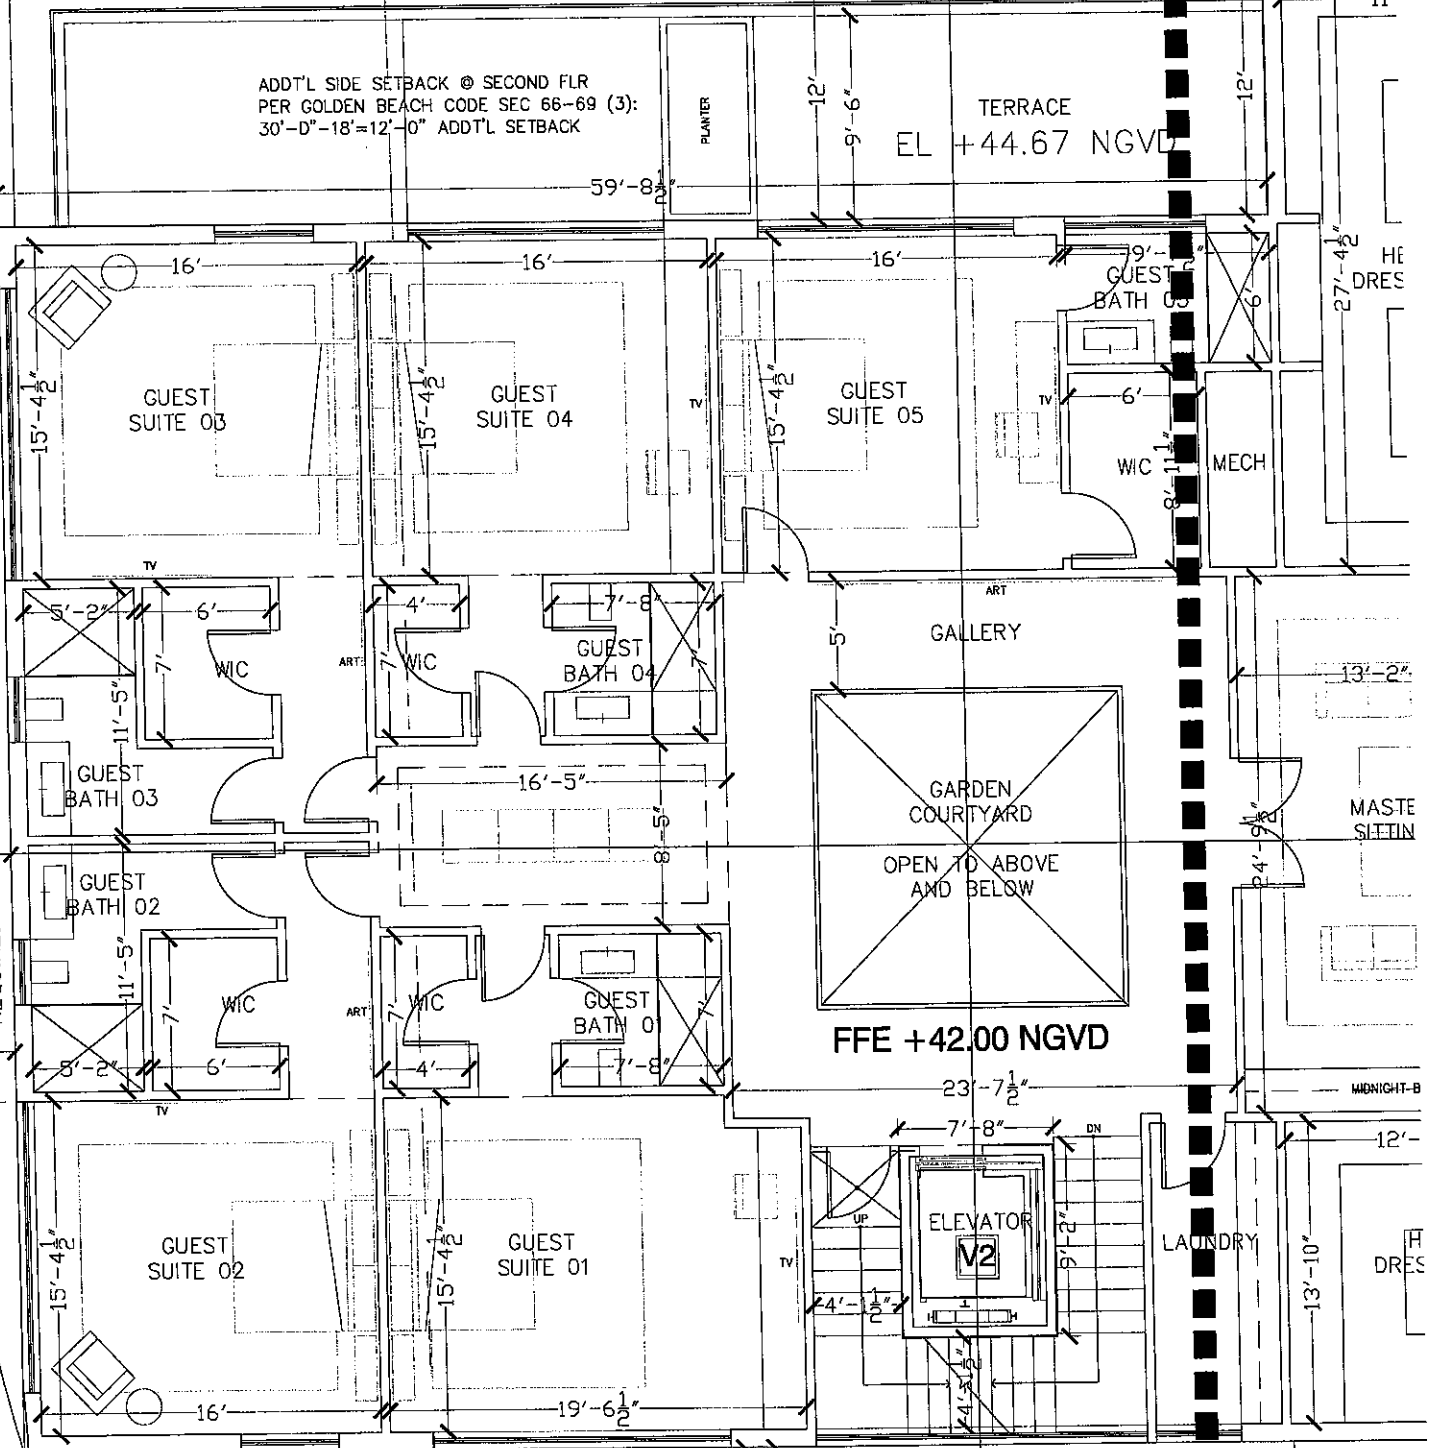 ADDT'L SIDE SETBACK @ SECOND FLR
PER GOLDEN BEACH CODE SEC 66-69 (3):
30'-0"-18'=12'-0" ADDT'L SETBACK
PLANTER
12'
9'-6"
TERRACE
EL +44.67 NGVD
12'
59'-8½"
16'
16'
16'
GUEST
BATH 05
6'
27'-4½"
15'-4½"
GUEST
SUITE 03
15'-4½"
GUEST
SUITE 04
TV
15'-4½"
GUEST
SUITE 05
TV
6'
WIC
8'-11½"
MECH
TV
5'-2"
6'
4'
7'-8"
ART
5'
GALLERY
7'
WIC
ART
7'
WIC
GUEST
BATH 04
7'
13'-2"
11'-5"
GUEST
BATH 03
16'-5"
8'-5"
GARDEN
COURTYARD
OPEN TO ABOVE
AND BELOW
24'-9½"
GUEST
BATH 02
11'-5"
7'
WIC
ART
7'
WIC
GUEST
BATH 01
7'
FFE +42.00 NGVD
5'-2"
6'
4'
7'-8"
23'-7½"
MIDNIGHT B
TV
7'-8"
DN
12'-
UP
ELEVATOR
V2
9'-2"
LAUNDRY
15'-4½"
GUEST
SUITE 02
15'-4½"
GUEST
SUITE 01
TV
4'-1½"
13'-10"
16'
19'-6½"